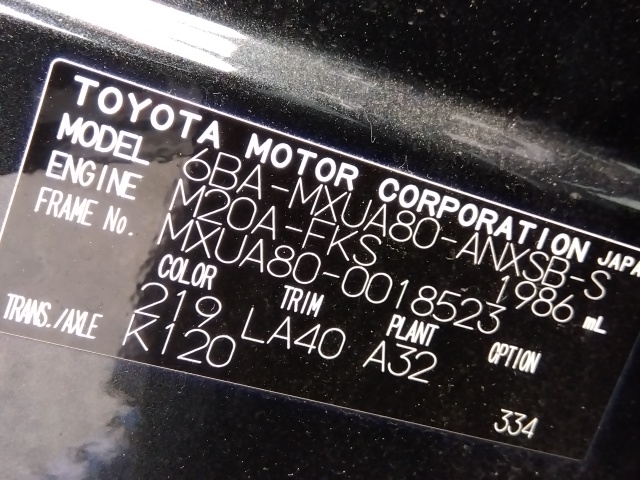 TOYOTA MOTOR CORPORATION JAPA
MODEL 6BA-MXUA80-ANXSB-S
ENGINE M20A-FKS 1986 mL
FRAME No. MXUA80-0018523
COLOR TRIM PLANT OPTION
219 LA40 A32
TRANS./AXLE K120
334